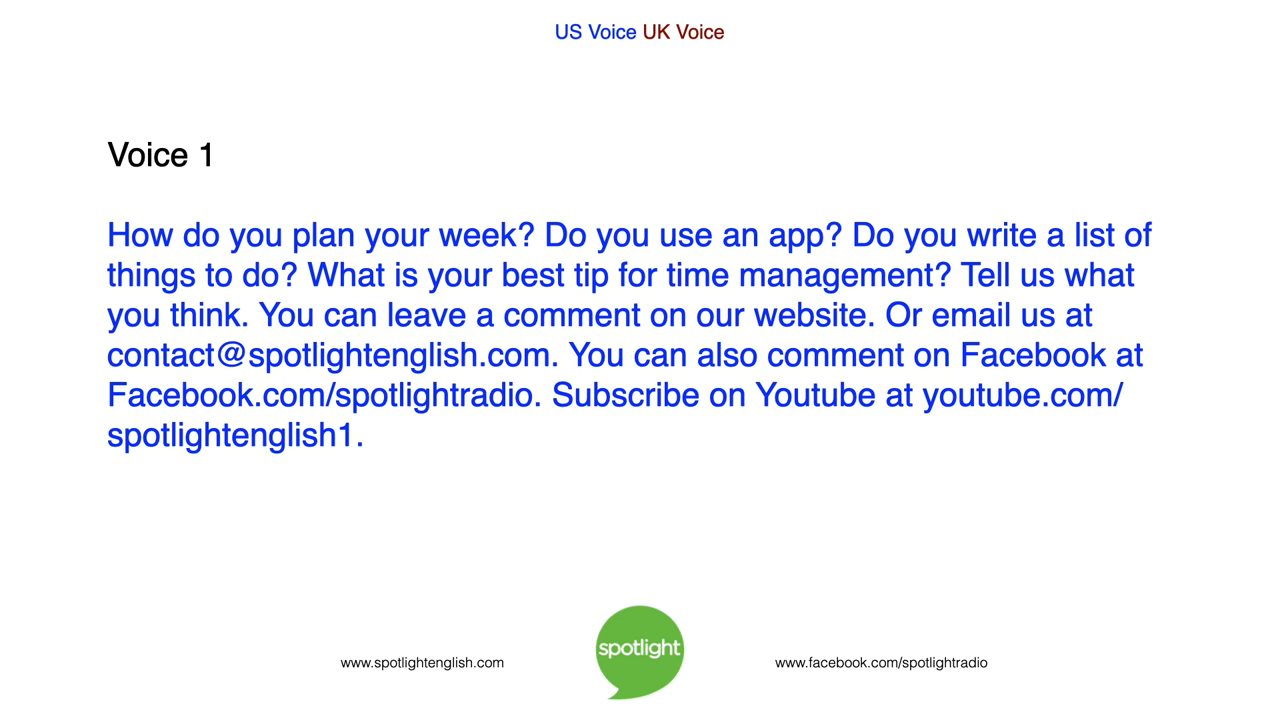 US Voice UK Voice
Voice 1
How do you plan your week? Do you use an app? Do you write a list of
things to do? What is your best tip for time management? Tell us what
you think. You can leave a comment on our website. Or email us at
contact@spotlightenglish.com. You can also comment on Facebook at
Facebook.com/spotlightradio. Subscribe on Youtube at youtube.com/
spotlightenglish1.
www.spotlightenglish.com
spotlight
www.facebook.com/spotlightradio